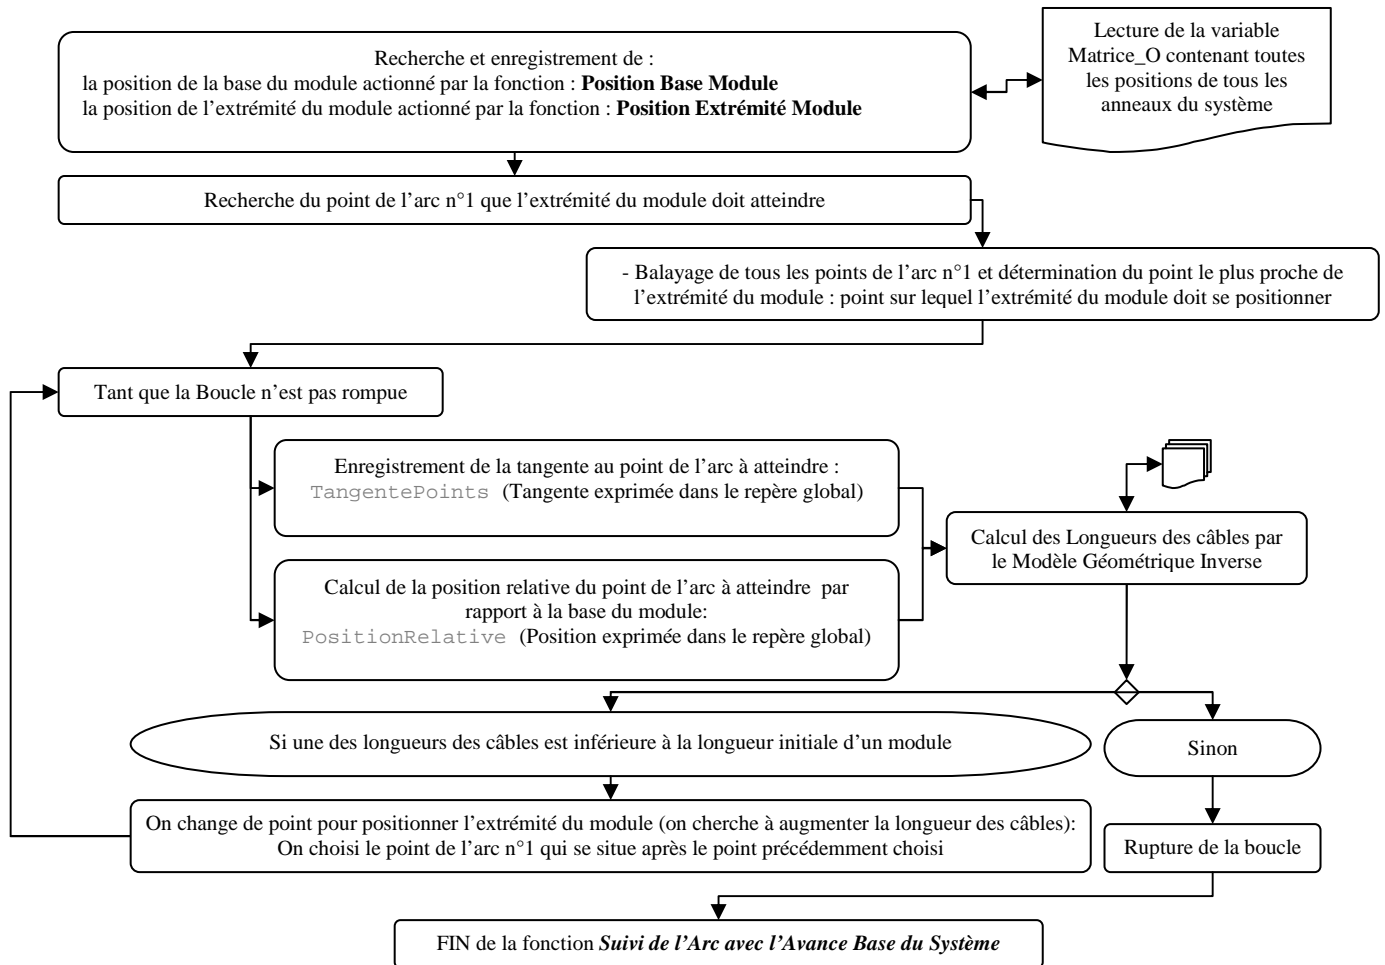 Recherche et enregistrement de :
la position de la base du module actionné par la fonction : Position Base Module
la position de l'extrémité du module actionné par la fonction : Position Extrémité Module
Lecture de la variable
Matrice_O contenant toutes
les positions de tous les
anneaux du système
Recherche du point de l'arc n°1 que l'extrémité du module doit atteindre
- Balayage de tous les points de l'arc n°1 et détermination du point le plus proche de
l'extrémité du module : point sur lequel l'extrémité du module doit se positionner
Tant que la Boucle n'est pas rompue
Enregistrement de la tangente au point de l'arc à atteindre :
TangentePoints (Tangente exprimée dans le repère global)
Calcul des Longueurs des câbles par
le Modèle Géométrique Inverse
Calcul de la position relative du point de l'arc à atteindre par
rapport à la base du module:
PositionRelative (Position exprimée dans le repère global)
Si une des longueurs des câbles est inférieure à la longueur initiale d'un module
Sinon
On change de point pour positionner l'extrémité du module (on cherche à augmenter la longueur des câbles):
On choisi le point de l'arc n°1 qui se situe après le point précédemment choisi
Rupture de la boucle
FIN de la fonction Suivi de l'Arc avec l'Avance Base du Système